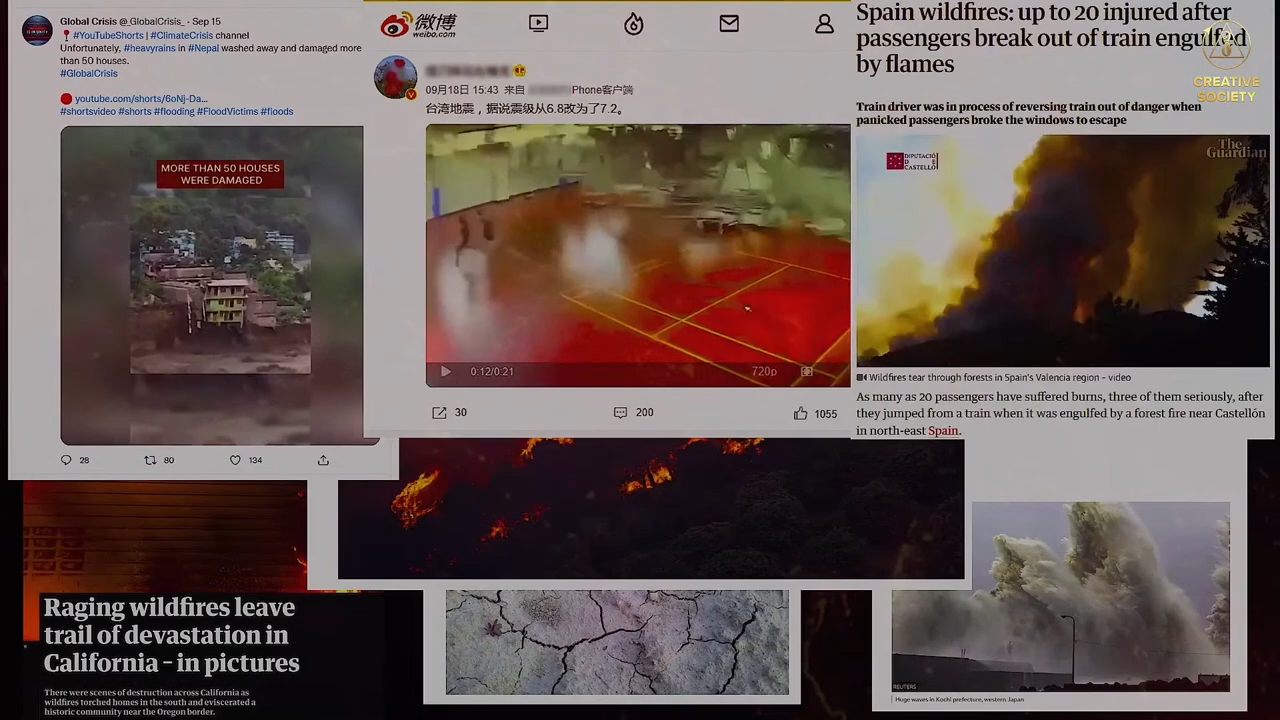 Global Crisis @_GlobalCrisis_ · Sep 15
#YouTubeShorts | #ClimateCrisis channel
Unfortunately, #heavyrains in #Nepal washed away and damaged more
than 50 houses.
#GlobalCrisis
youtube.com/shorts/6oNj-Da...
#shortsvideo #shorts #flooding #FloodVictims #floods
MORE THAN 50 HOUSES
WERE DAMAGED
28
80
134
微博
weibo.com
09月18日 15:43 来自
Phone客户端
台湾地震，据说震级从6.8改为了7.2。
0:12/0:21
720p
30
200
1055
Spain wildfires: up to 20 injured after
passengers break out of train engulfed
by flames
CREATIVE
SOCIETY
Train driver was in process of reversing train out of danger when
panicked passengers broke the windows to escape
DIPUTACIÓ
D E
CASTELLÓ
The
Guardian
Wildfires tear through forests in Spain's Valencia region – video
As many as 20 passengers have suffered burns, three of them seriously, after
they jumped from a train when it was engulfed by a forest fire near Castellón
in north-east Spain.
Raging wildfires leave
trail of devastation in
California – in pictures
There were scenes of destruction across California as
wildfires torched homes in the south and eviscerated a
historic community near the Oregon border.
REUTERS
Huge waves in Kochi prefecture, western Japan